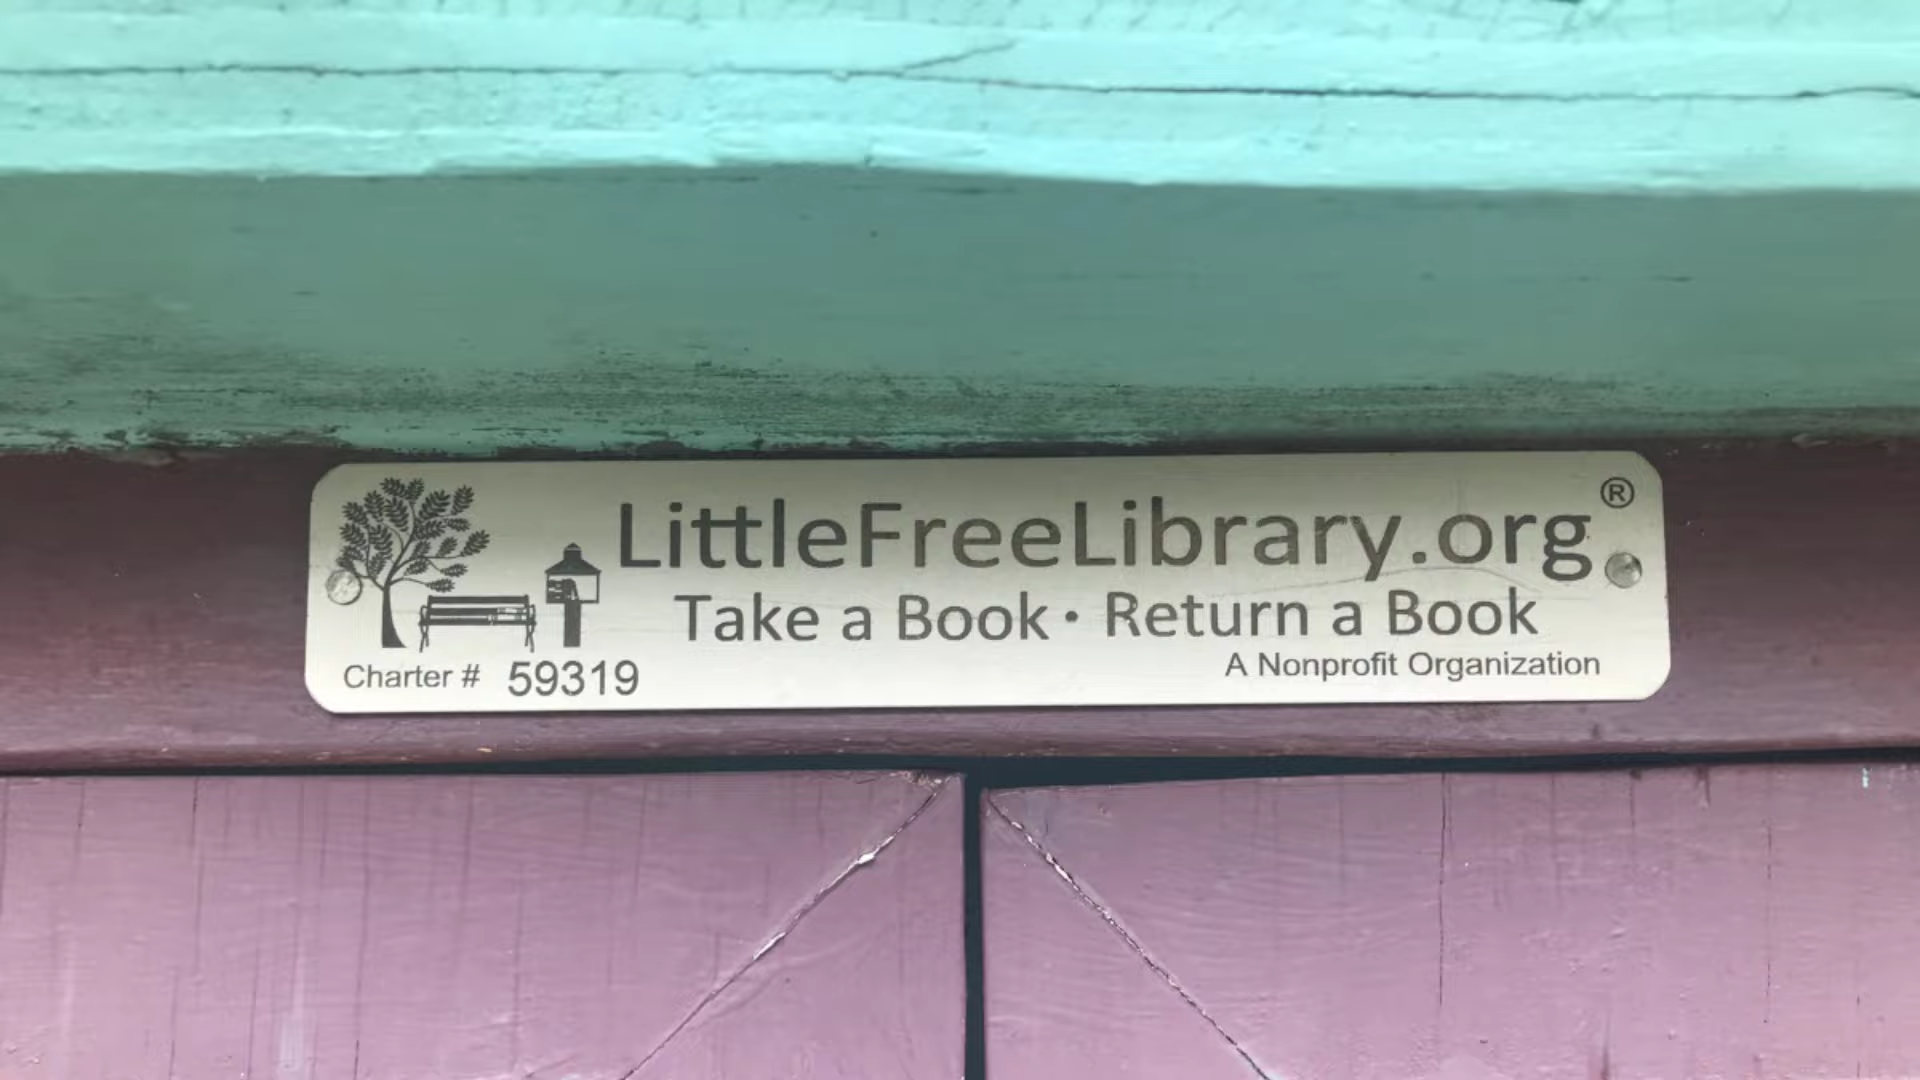 LittleFreeLibrary.org®
Take a Book • Return a Book
Charter # 59319
A Nonprofit Organization